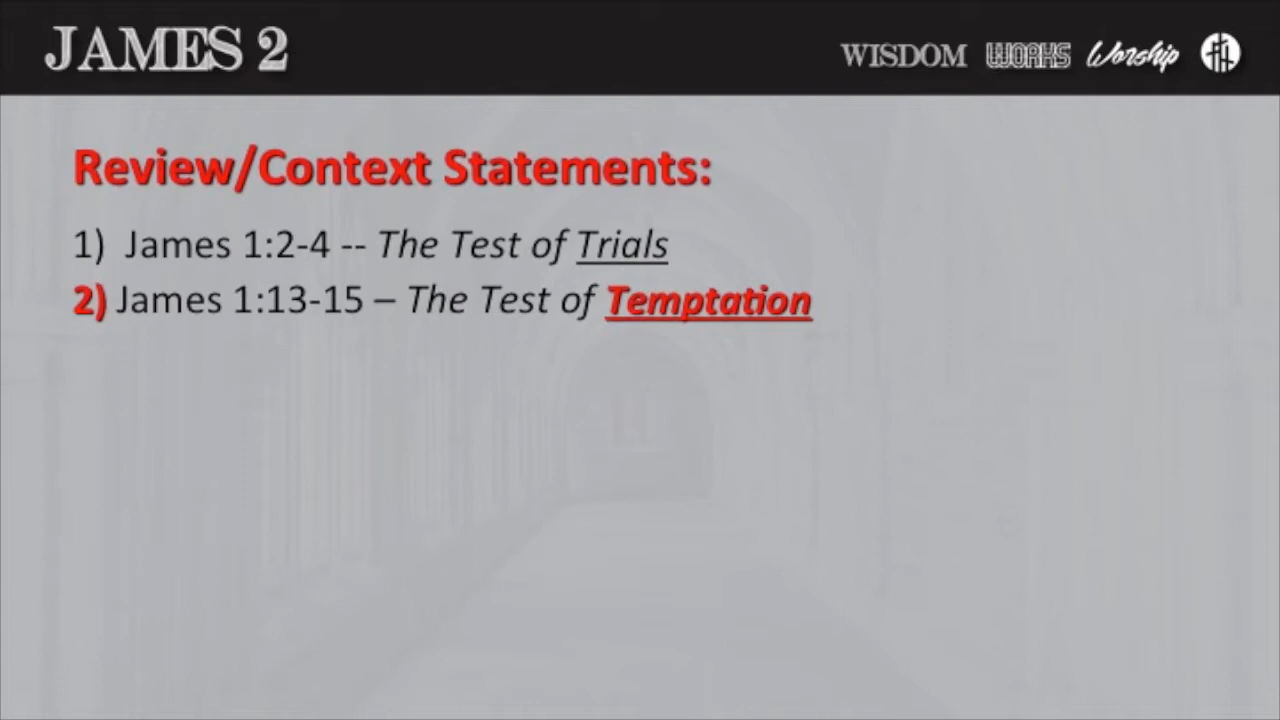 JAMES 2
WISDOM WORKS Worship
Review/Context Statements:
1) James 1:2-4 -- The Test of Trials
2) James 1:13-15 – The Test of Temptation